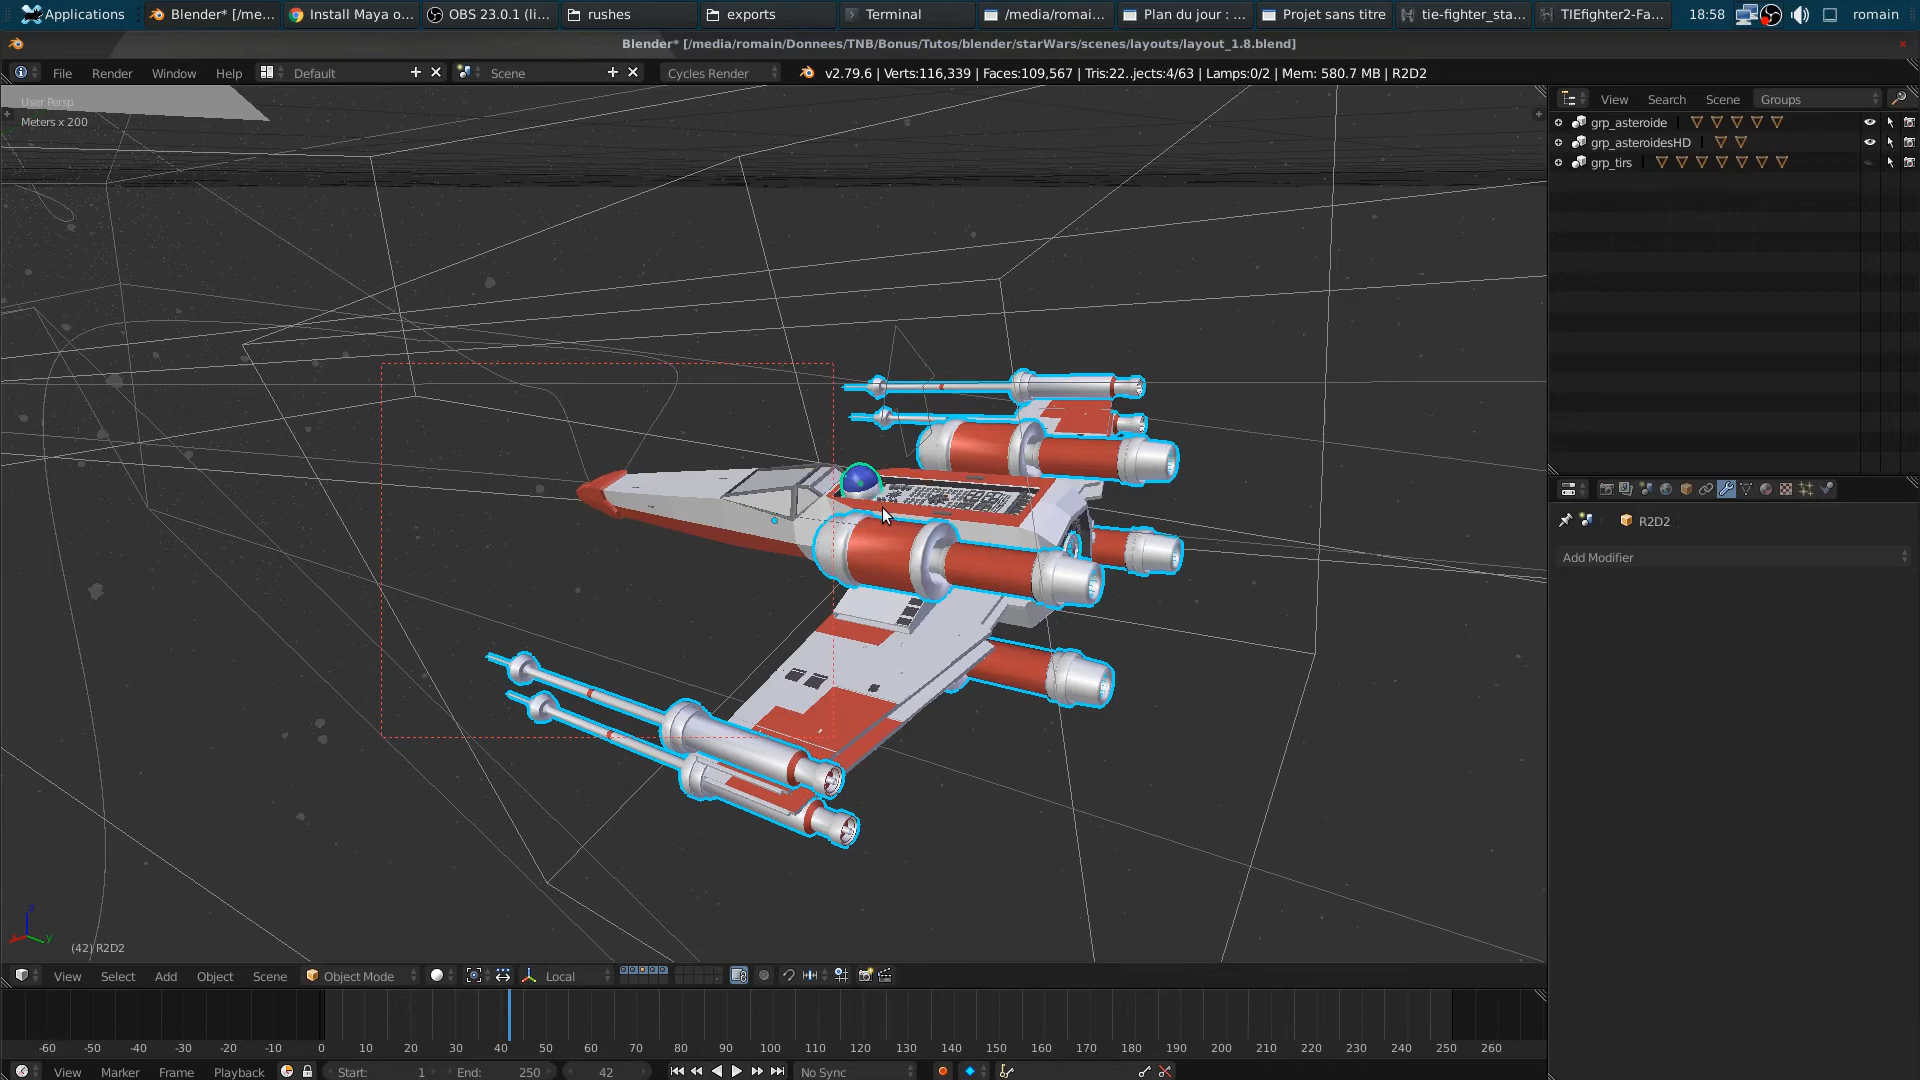 Applications Blender* [/me... Install Maya o... OBS 23.0.1 (li... rushes exports Terminal /media/romai... Plan du jour : ... Projet sans titre tie-fighter_sta... TIEfighter2-Fa... 18:58 romain
Blender* [/media/romain/Donnees/TNB/Bonus/Tutos/blender/starWars/scenes/layouts/layout_1.8.blend]
File Render Window Help Default Scene Cycles Render v2.79.6 | Verts:116,339 | Faces:109,567 | Tris:22..jects:4/63 | Lamps:0/2 | Mem: 580.7 MB | R2D2
User Persp
Meters x 200
View Search Scene Groups
grp_asteroide
grp_asteroidesHD
grp_tirs
R2D2
Add Modifier
z
y
(42) R2D2
View Select Add Object Scene Object Mode Local
-60 -50 -40 -30 -20 -10 0 10 20 30 40 50 60 70 80 90 100 110 120 130 140 150 160 170 180 190 200 210 220 230 240 250 260
View Marker Frame Playback Start: 1 End: 250 42 No Sync